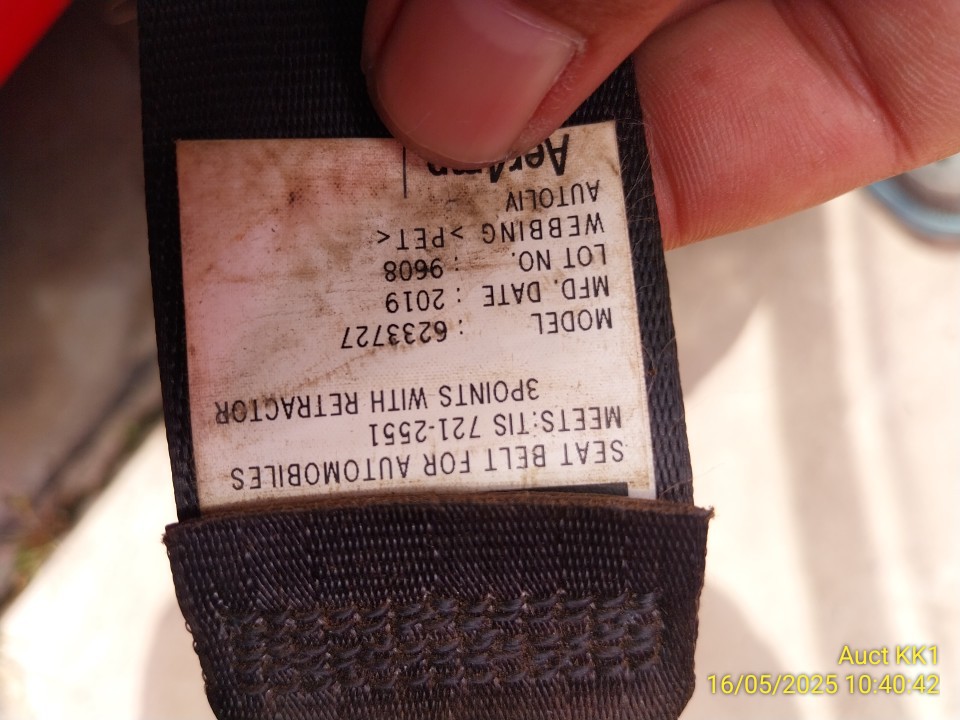 SEAT BELT FOR AUTOMOBILES
MEETS:TIS 721-2551
3POINTS WITH RETRACTOR
MODEL : 6233727
MFD. DATE : 2019
LOT NO. : 9608
WEBBING >PET<
AUTOLIV
Auct KK1
16/05/2025 10:40:42